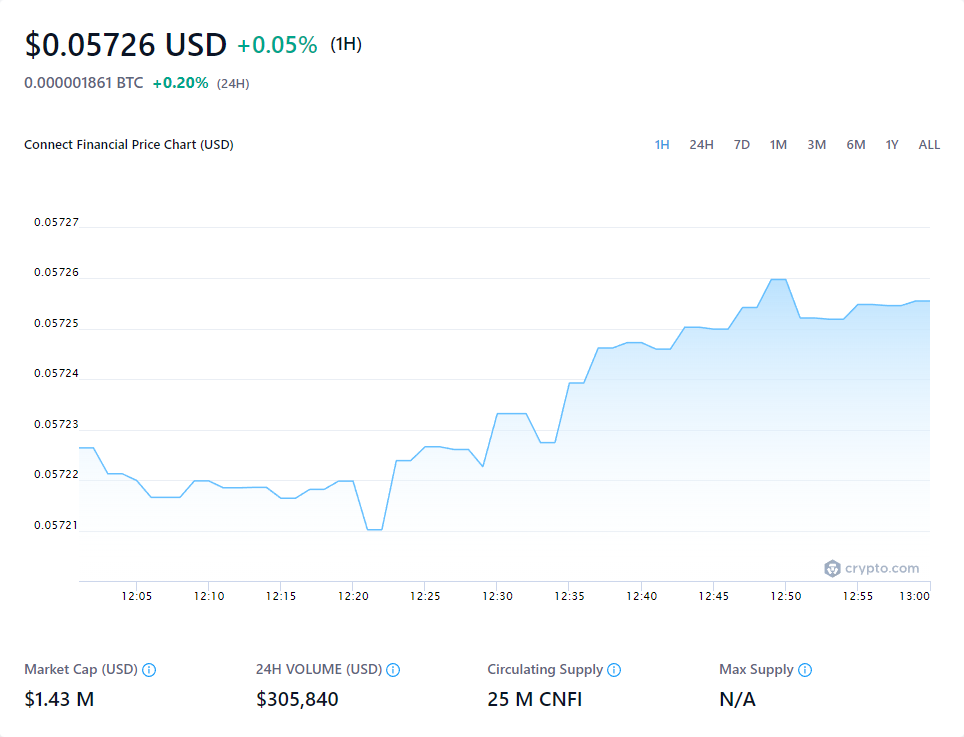 $0.05726 USD +0.05% (1H)
0.000001861 BTC +0.20% (24H)
Connect Financial Price Chart (USD) 1H 24H 7D 1M 3M 6M 1Y ALL
0.05727
0.05726
0.05725
0.05724
0.05723
0.05722
0.05721
crypto.com
12:05 12:10 12:15 12:20 12:25 12:30 12:35 12:40 12:45 12:50 12:55 13:00
Market Cap (USD) 24H VOLUME (USD) Circulating Supply Max Supply
$1.43 M $305,840 25 M CNFI N/A